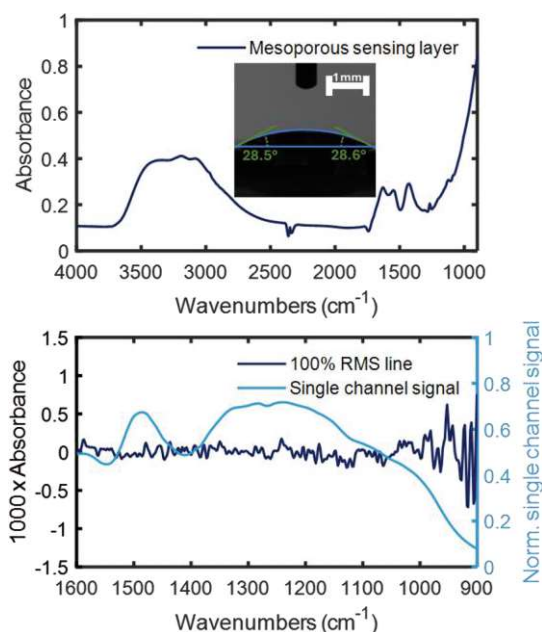 1
Mesoporous sensing layer
0.8
1mm
0.6
Absorbance
0.4
28.5°
28.6°
0.2
0
4000 3500 3000 2500 2000 1500 1000
Wavenumbers (cm-1)
1.5
1
100% RMS line
Single channel signal
1
0.8
0.5
0.6
1000 x Absorbance
0
Norm. single channel signal
0.4
-0.5
-1
0.2
-1.5
0
1600 1500 1400 1300 1200 1100 1000 900
Wavenumbers (cm-1)